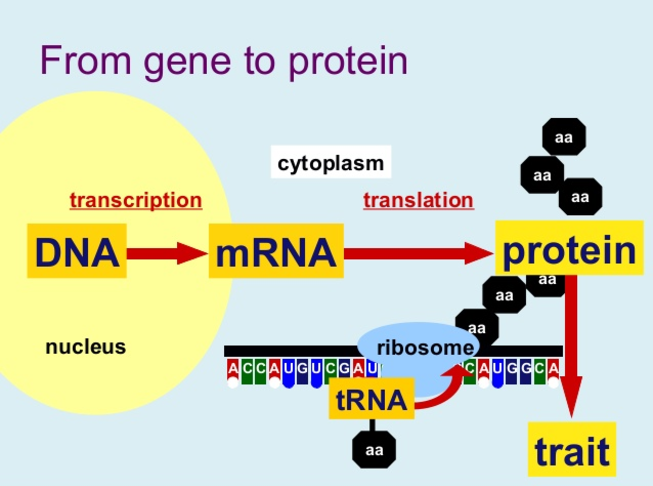 From gene to protein
aa
cytoplasm
aa
transcription
translation
aa
DNA
mRNA
protein
aa
aa
aa
nucleus
ribosome
ACCAUGUCGAU
CAUGGCA
tRNA
aa
trait